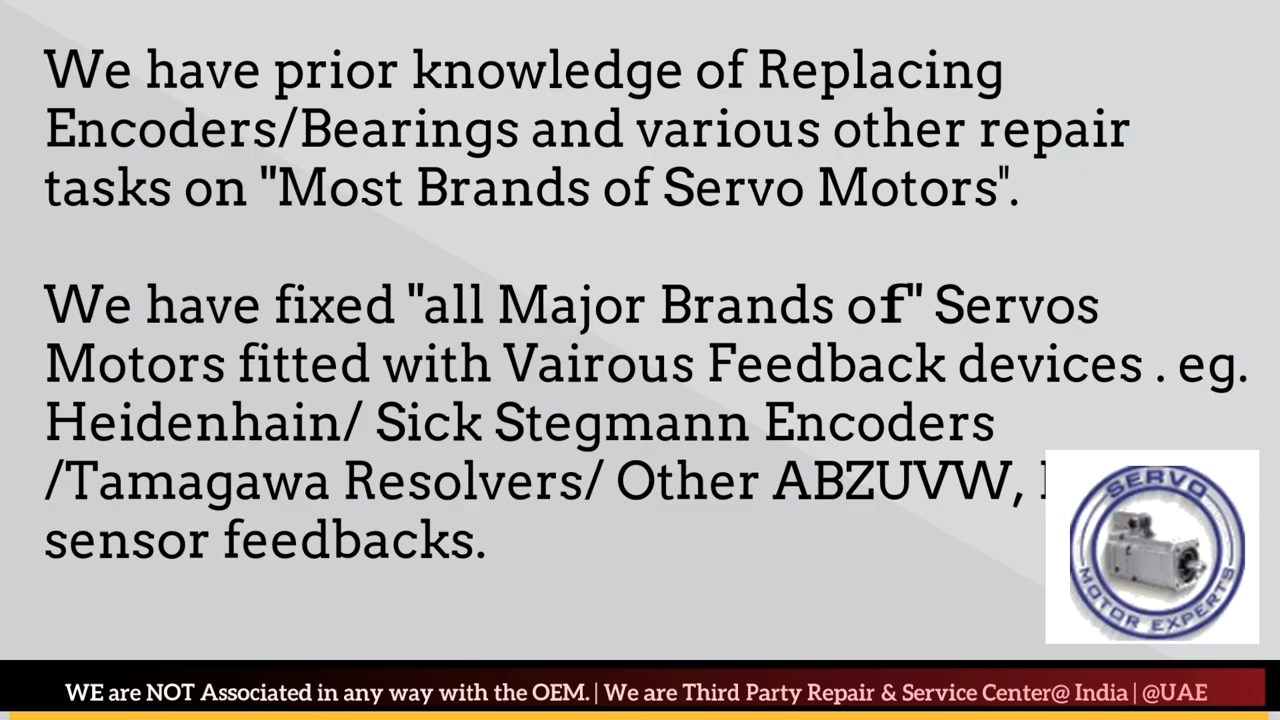 We have prior knowledge of Replacing
Encoders/Bearings and various other repair
tasks on "Most Brands of Servo Motors".
We have fixed "all Major Brands of" Servos
Motors fitted with Vairous Feedback devices . eg.
Heidenhain/ Sick Stegmann Encoders
/Tamagawa Resolvers/ Other ABZUVW,
sensor feedbacks.
SERVO
MOTOR EXPERTS
WE are NOT Associated in any way with the OEM. | We are Third Party Repair & Service Center@ India | @UAE